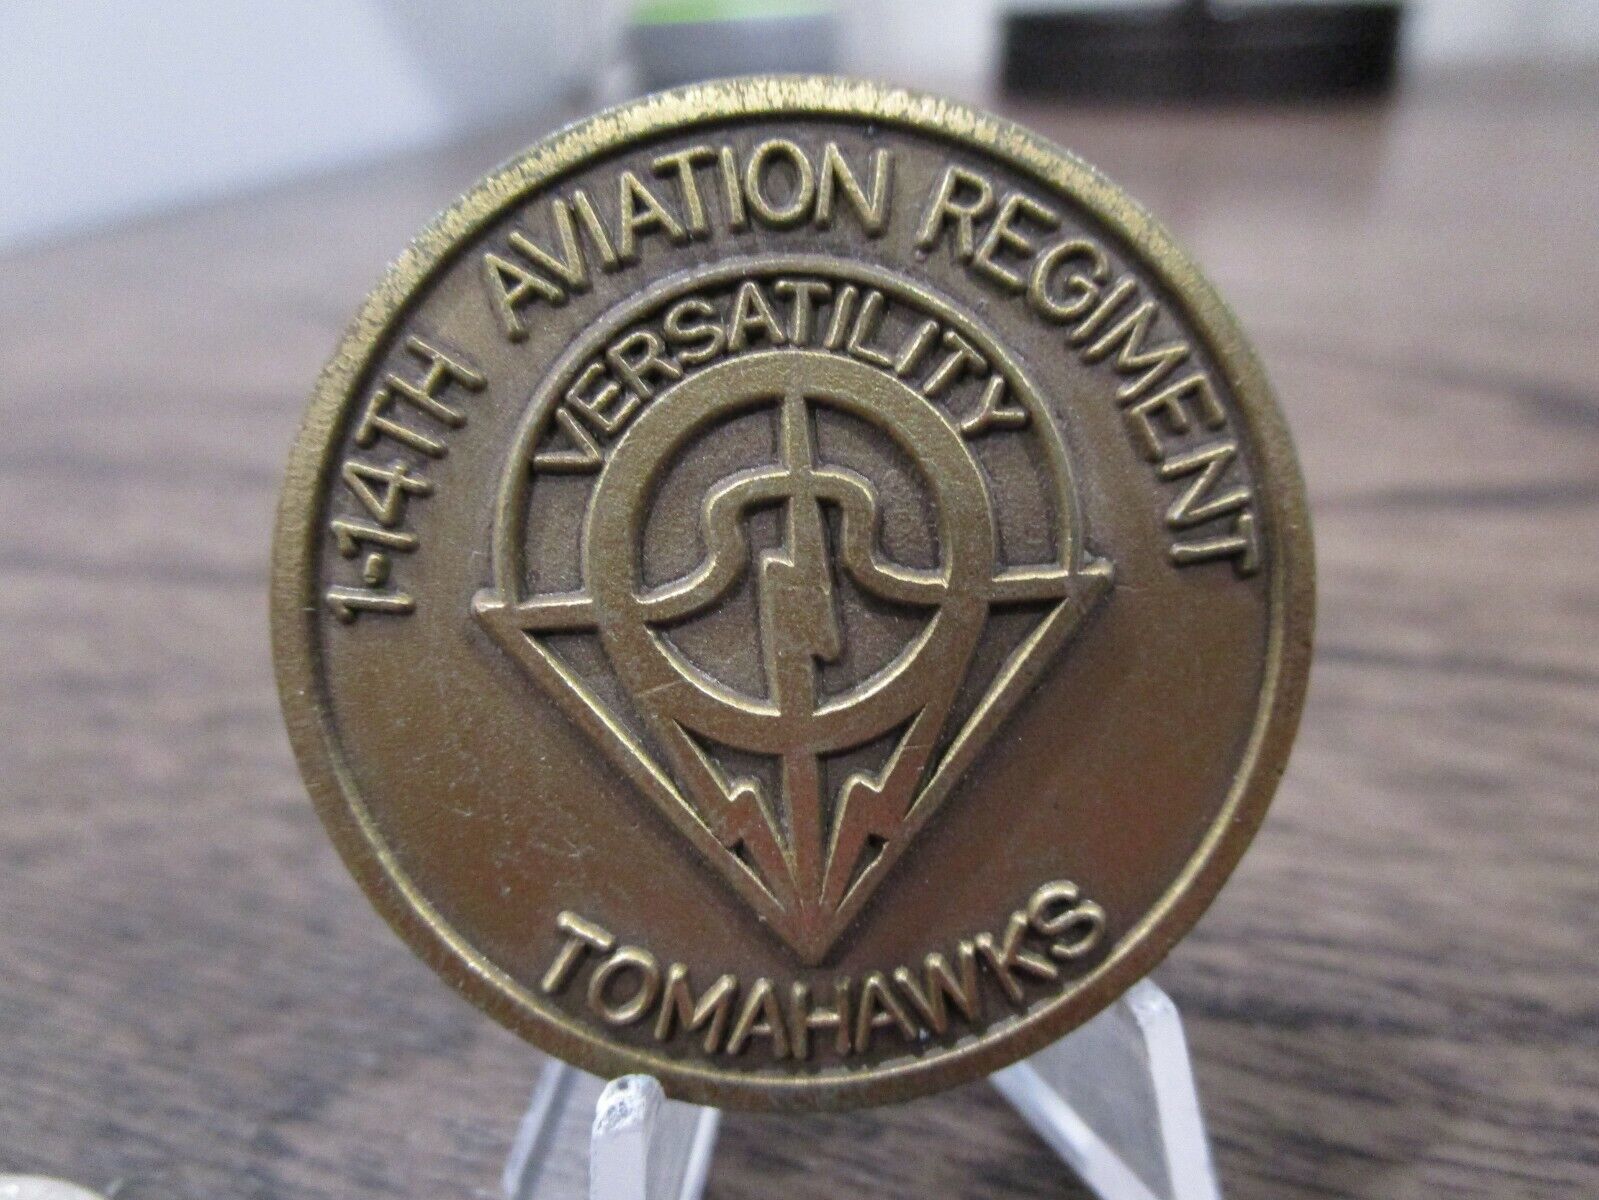 1-14TH AVIATION REGIMENT
VERSATILITY
TOMAHAWKS